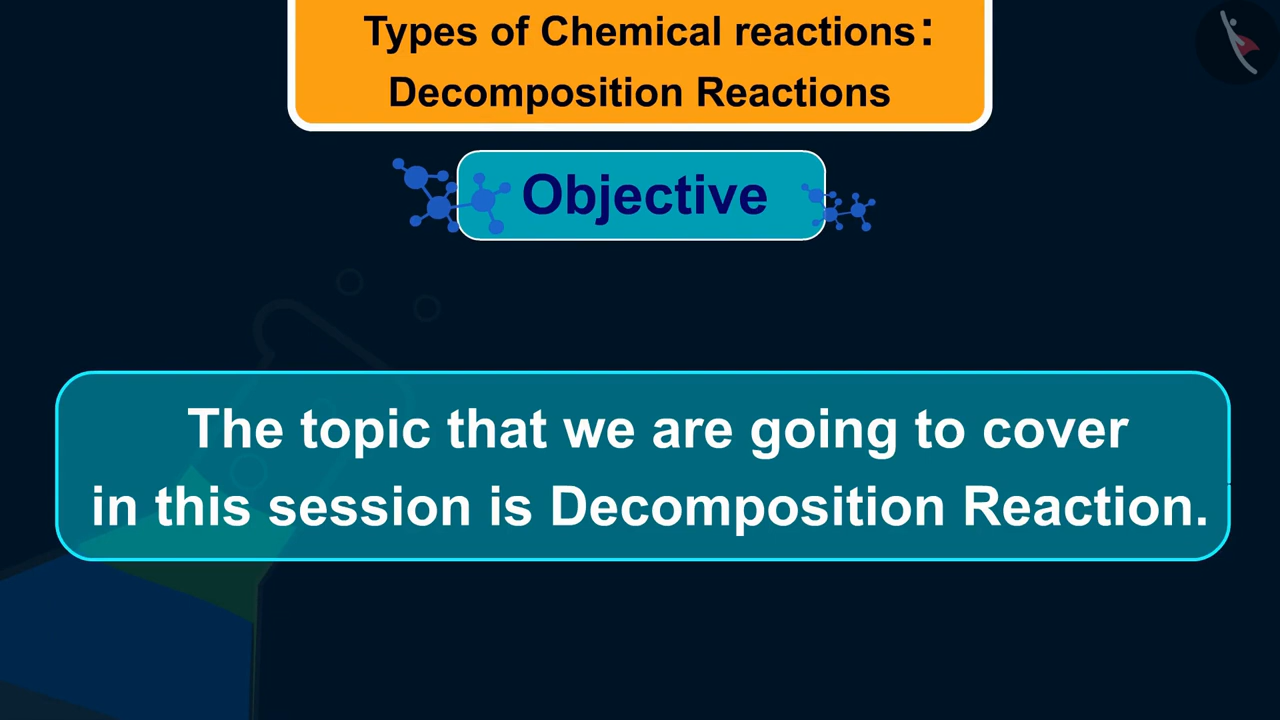 Types of Chemical reactions:
Decomposition Reactions
Objective
The topic that we are going to cover
in this session is Decomposition Reaction.